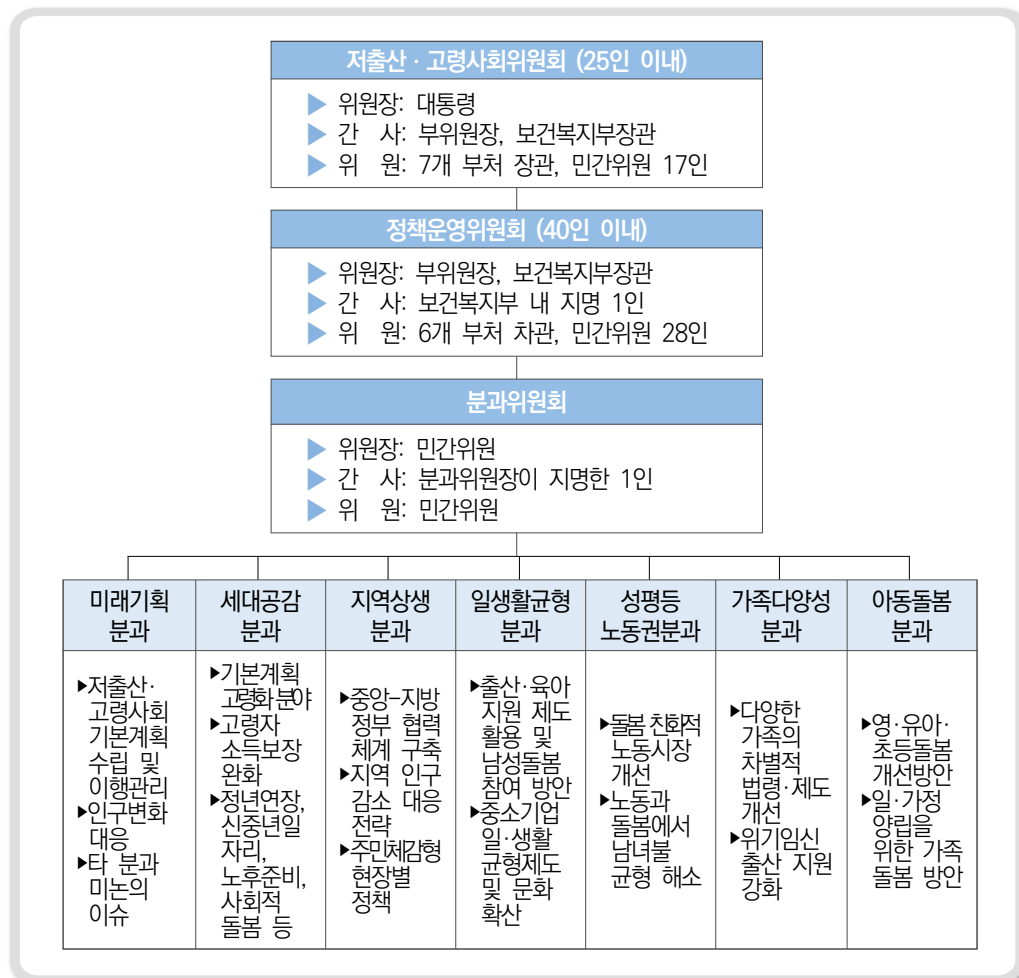 저출산·고령사회위원회 (25인 이내)
▶ 위원장: 대통령
▶ 간 사: 부위원장, 보건복지부장관
▶ 위 원: 7개 부처 장관, 민간위원 17인
정책운영위원회 (40인 이내)
▶ 위원장: 부위원장, 보건복지부장관
▶ 간 사: 보건복지부 내 지명 1인
▶ 위 원: 6개 부처 차관, 민간위원 28인
분과위원회
▶ 위원장: 민간위원
▶ 간 사: 분과위원장이 지명한 1인
▶ 위 원: 민간위원
미래기획
분과
세대공감
분과
지역상생
분과
일생활균형
분과
성평등
노동권분과
가족다양성
분과
아동돌봄
분과
▶저출산·
고령사회
기본계획
수립 및
이행관리
▶인구변화
대응
▶타 분과
미논의
이슈
▶기본계획
고령화 분야
▶고령자
소득보장
완화
▶정년연장,
신중년일
자리,
노후준비,
사회적
돌봄 등
▶중앙-지방
정부 협력
체계 구축
▶지역 인구
감소 대응
전략
▶주민체감형
현장별
정책
▶출산·육아
지원 제도
활용 및
남성돌봄
참여 방안
▶중소기업
일·생활
균형제도
및 문화
확산
▶돌봄 친화적
노동시장
개선
▶노동과
돌봄에서
남녀불
균형 해소
▶다양한
가족의
차별적
법령·제도
개선
▶위기임신
출산 지원
강화
▶영·유아·
초등돌봄
개선방안
▶일·가정
양립을
위한 가족
돌봄 방안